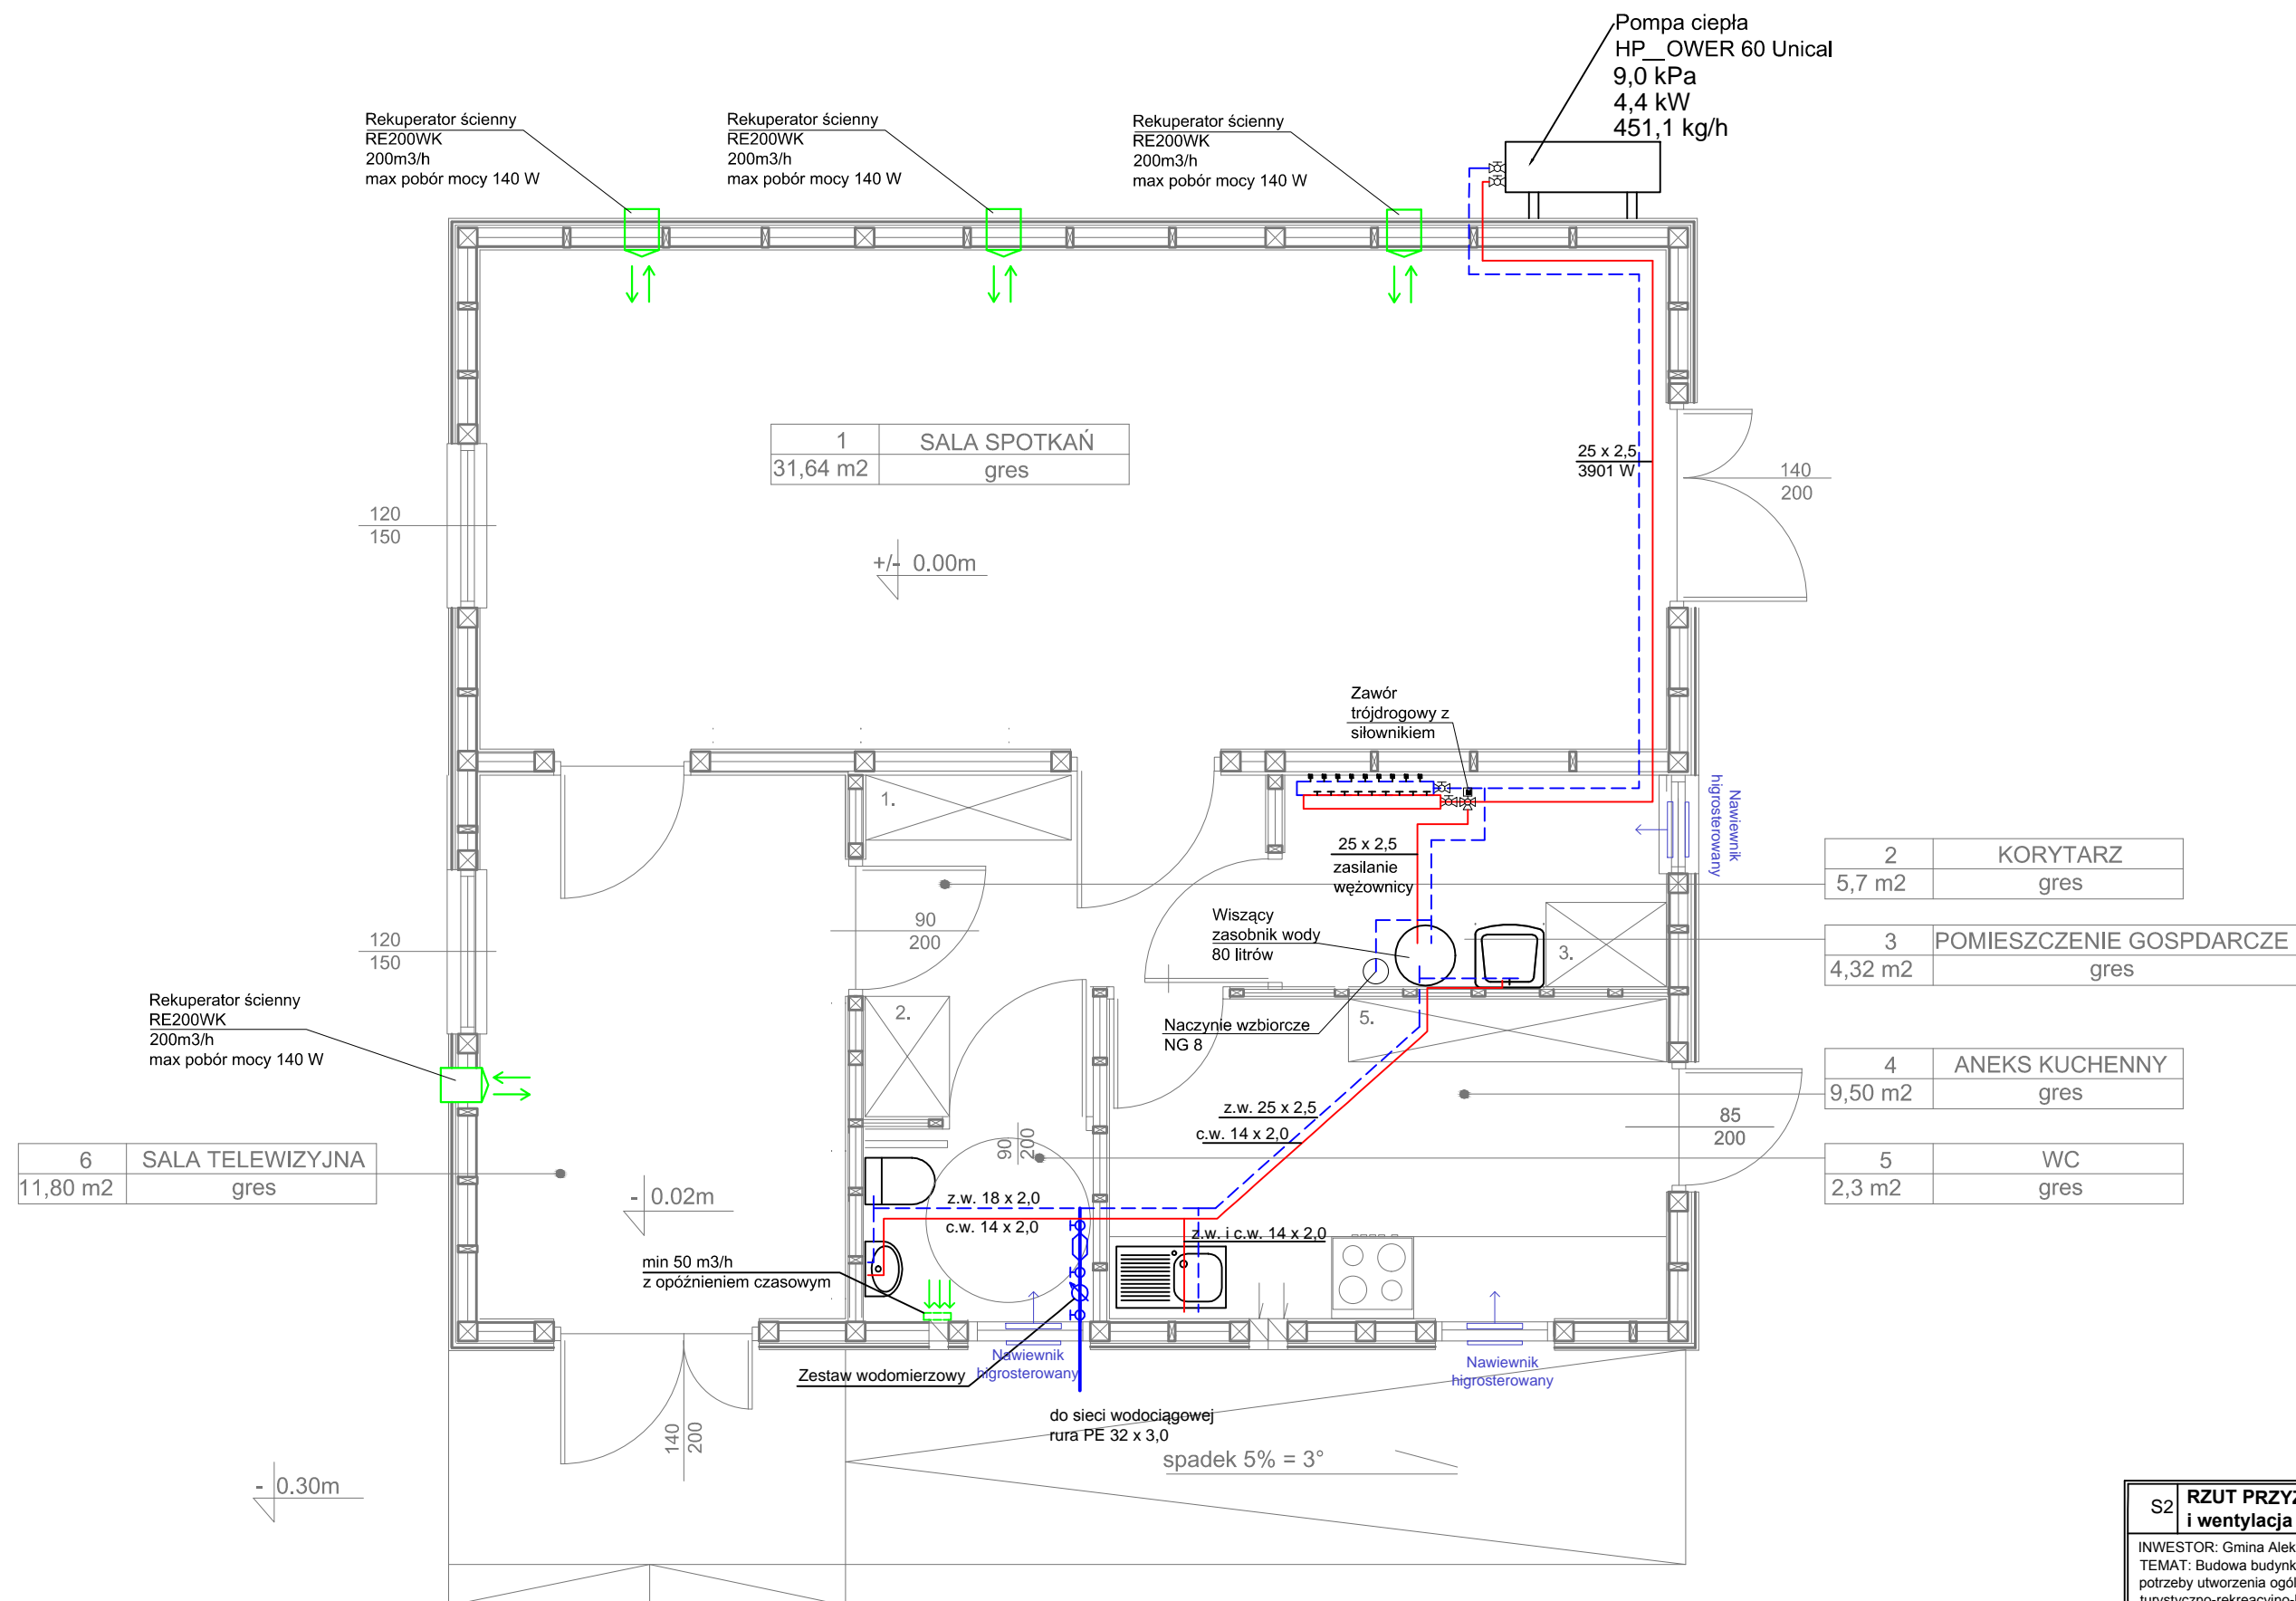 Pompa ciepła
HP__OWER 60 Unical
9,0 kPa
4,4 kW
451,1 kg/h
Rekuperator ścienny
RE200WK
200m3/h
max pobór mocy 140 W
Rekuperator ścienny
RE200WK
200m3/h
max pobór mocy 140 W
Rekuperator ścienny
RE200WK
200m3/h
max pobór mocy 140 W
1 SALA SPOTKAŃ
31,64 m2 gres
25 x 2,5
3901 W
140
200
120
150
+/- 0.00m
Zawór
trójdrogowy z
siłownikiem
1.
Nawiewnik
higrosterowany
25 x 2,5
zasilanie
wężownicy
2 KORYTARZ
5,7 m2 gres
90
200
Wiszący
zasobnik wody
80 litrów
3.
3 POMIESZCZENIE GOSPDARCZE
4,32 m2 gres
120
150
Rekuperator ścienny
RE200WK
200m3/h
max pobór mocy 140 W
2.
Naczynie wzbiorcze
NG 8
5.
4 ANEKS KUCHENNY
9,50 m2 gres
z.w. 25 x 2,5
c.w. 14 x 2,0
85
200
90
200
6 SALA TELEWIZYJNA
11,80 m2 gres
5 WC
2,3 m2 gres
- 0.02m
z.w. 18 x 2,0
c.w. 14 x 2,0
z.w. i c.w. 14 x 2,0
min 50 m3/h
z opóźnieniem czasowym
Zestaw wodomierzowy
Nawiewnik
higrosterowany
Nawiewnik
higrosterowany
do sieci wodociągowej
rura PE 32 x 3,0
140
200
spadek 5% = 3°
- 0.30m
S2 RZUT PRZYZ
i wentylacja
INWESTOR: Gmina Alek
TEMAT: Budowa budynk
potrzeby utworzenia ogól